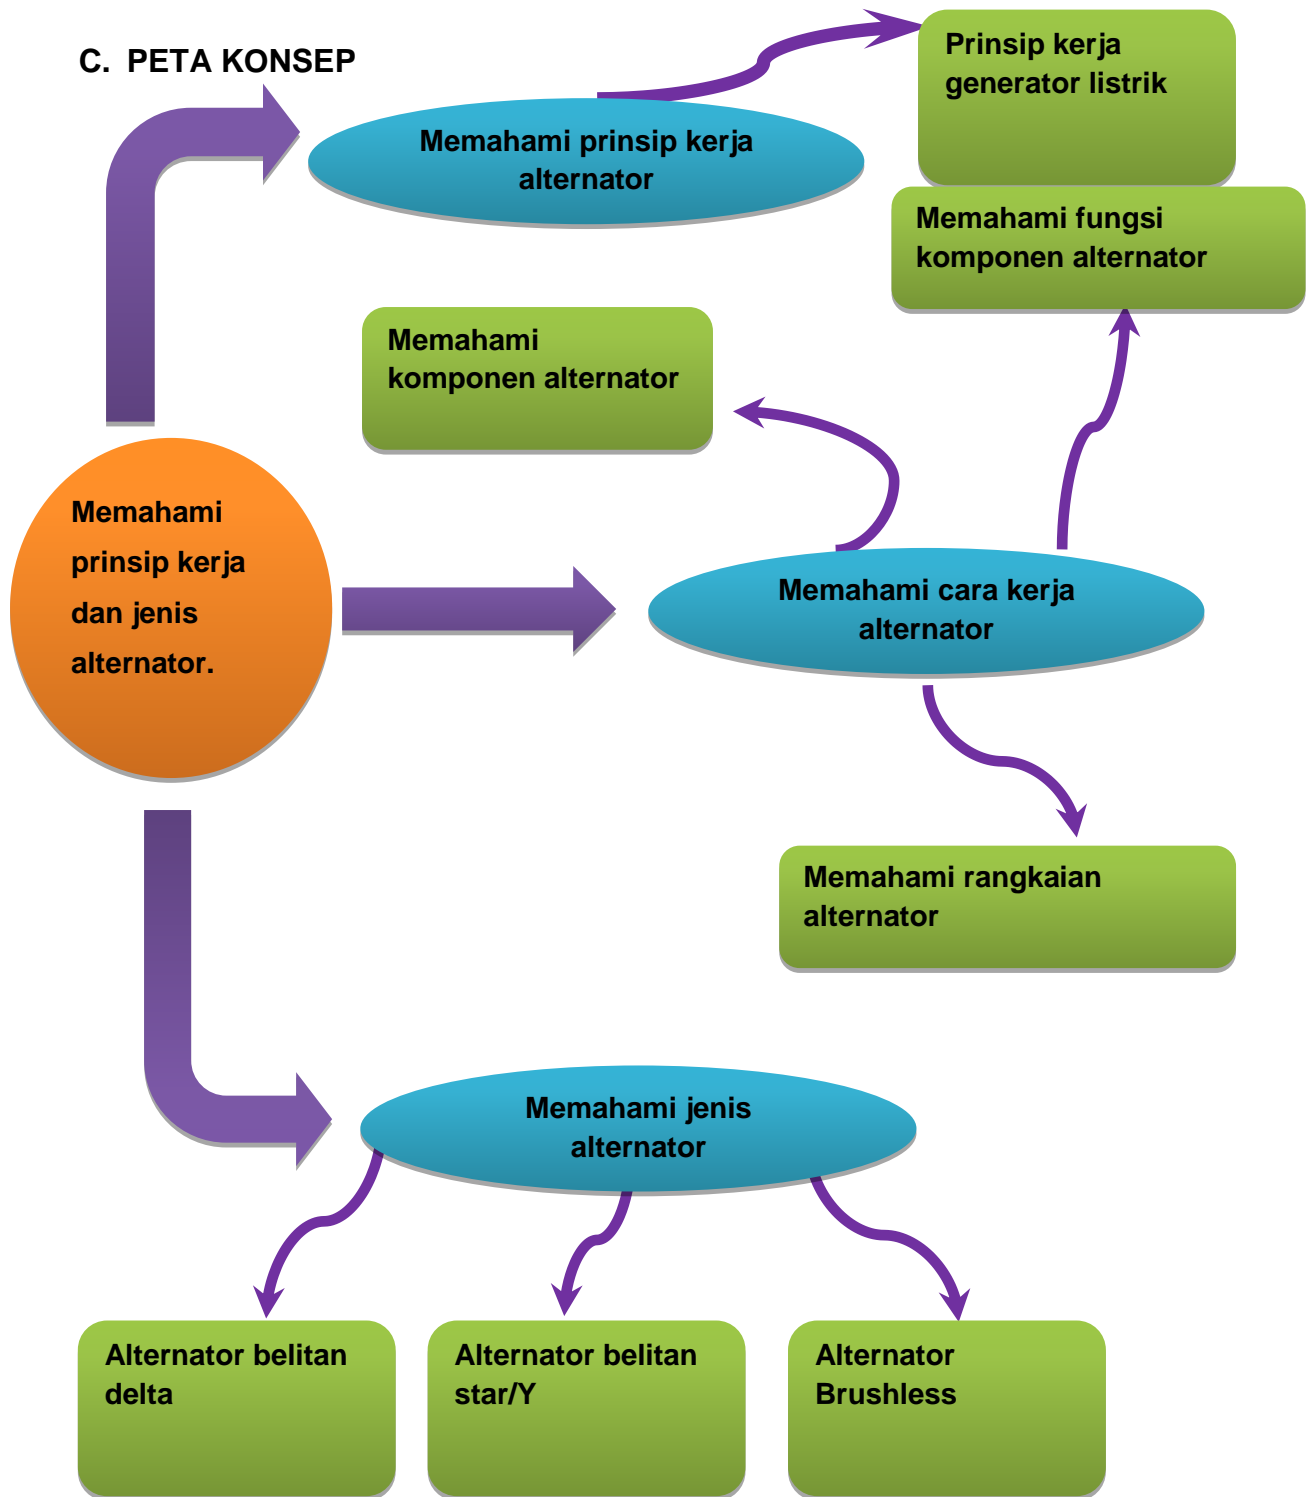 C. PETA KONSEP
Prinsip kerja
generator listrik
Memahami prinsip kerja
alternator
Memahami fungsi
komponen alternator
Memahami
komponen alternator
Memahami
prinsip kerja
dan jenis
alternator.
Memahami cara kerja
alternator
Memahami rangkaian
alternator
Memahami jenis
alternator
Alternator belitan
delta
Alternator belitan
star/Y
Alternator
Brushless